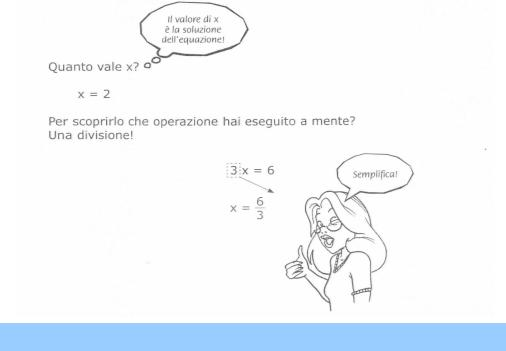 Il valore di x
è la soluzione
dell'equazione!
Quanto vale x?
x = 2
Per scoprirlo che operazione hai eseguito a mente?
Una divisione!
3x = 6
Semplifica!
x = 6/3